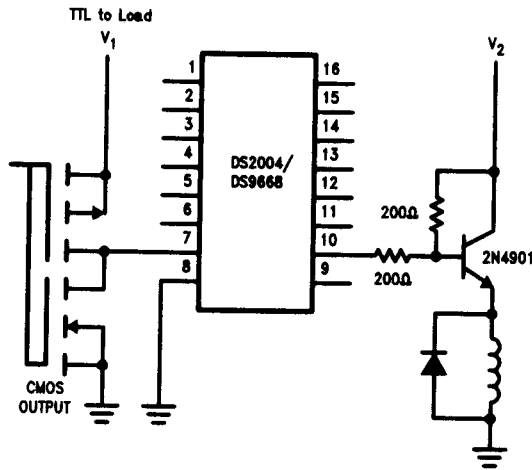 TTL to Load
V1
V2
1
2
3
4
5
6
7
8
16
15
14
13
12
11
10
9
DS2004/
DS9668
200Ω
200Ω
2N4901
CMOS
OUTPUT